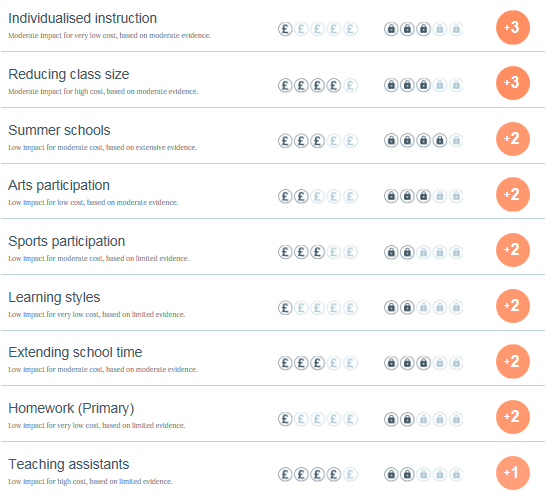 Individualised instruction
Moderate impact for very low cost, based on moderate evidence.
£ £ £ £ £
+3
Reducing class size
Moderate impact for high cost, based on moderate evidence.
£ £ £ £ £
+3
Summer schools
Low impact for moderate cost, based on extensive evidence.
£ £ £ £ £
+2
Arts participation
Low impact for low cost, based on moderate evidence.
£ £ £ £ £
+2
Sports participation
Low impact for moderate cost, based on limited evidence.
£ £ £ £ £
+2
Learning styles
Low impact for very low cost, based on limited evidence.
£ £ £ £ £
+2
Extending school time
Low impact for moderate cost, based on moderate evidence.
£ £ £ £ £
+2
Homework (Primary)
Low impact for very low cost, based on limited evidence.
£ £ £ £ £
+2
Teaching assistants
Low impact for high cost, based on limited evidence.
£ £ £ £ £
+1